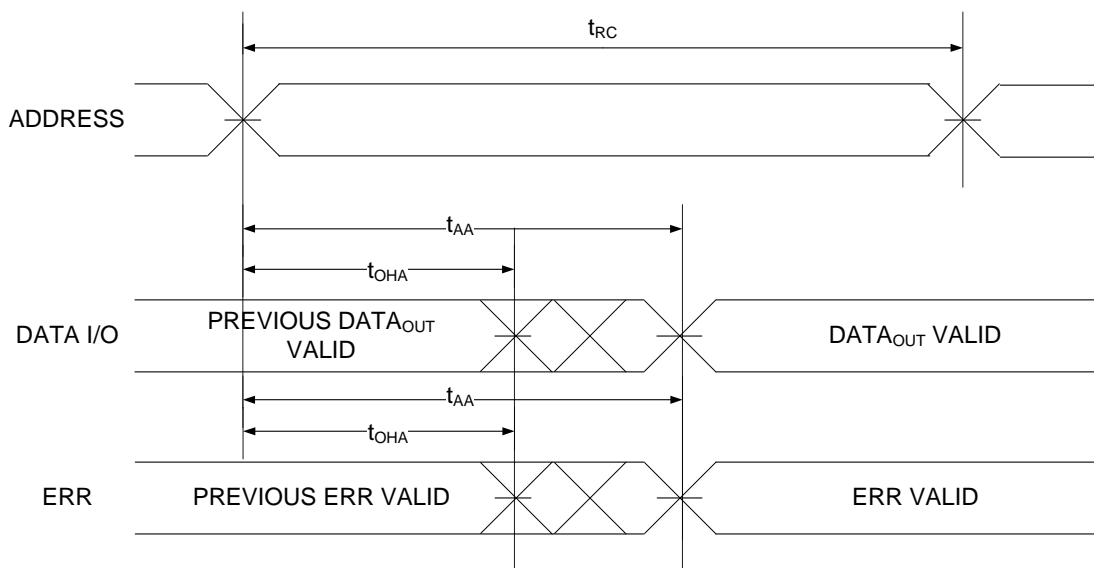 tRC
ADDRESS
tAA
tOHA
DATA I/O
PREVIOUS DATAOUT
VALID
DATAOUT VALID
tAA
tOHA
ERR
PREVIOUS ERR VALID
ERR VALID